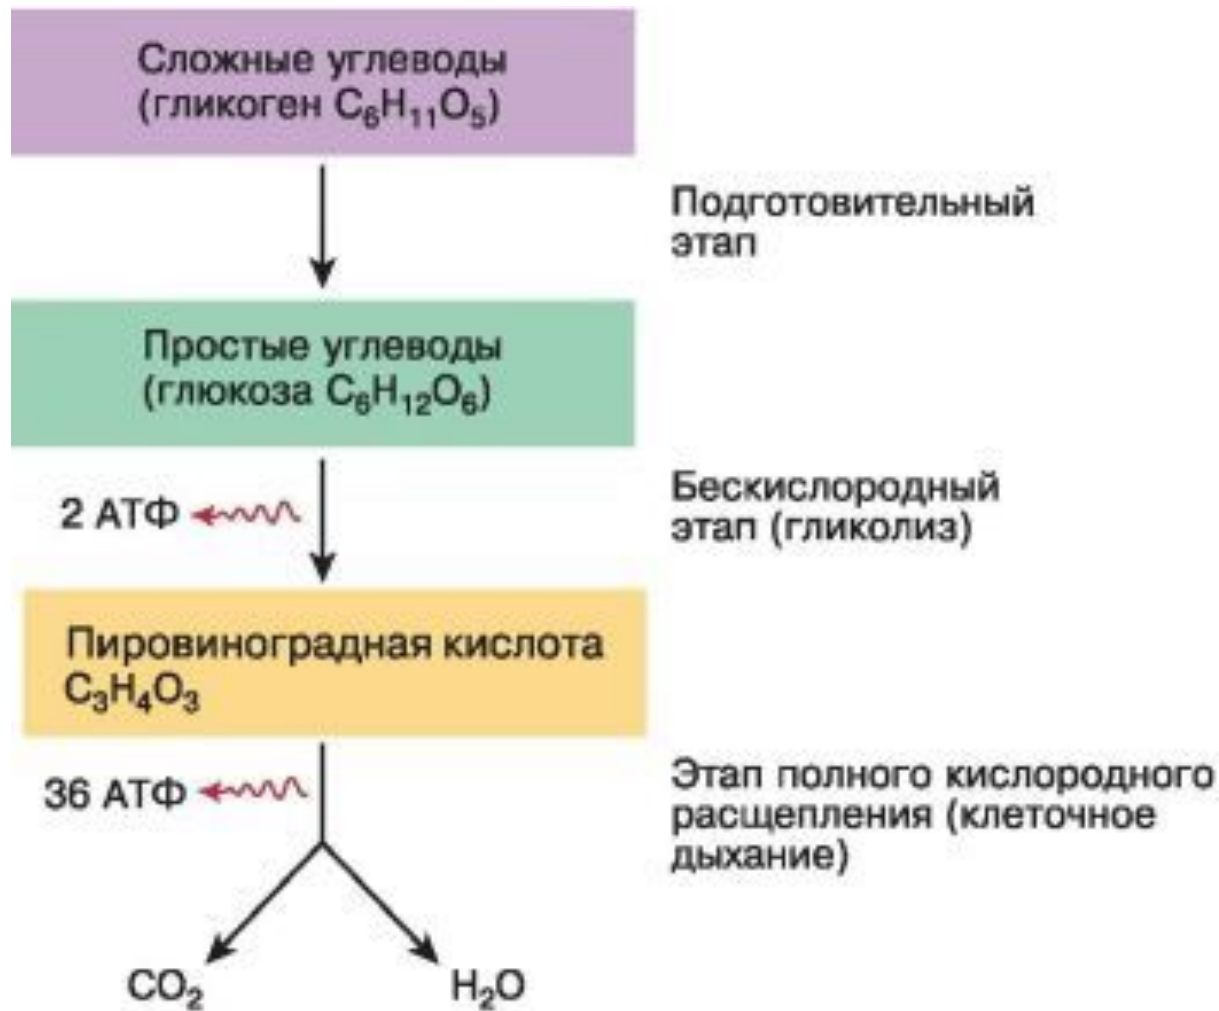 Сложные углеводы
(гликоген C₆H₁₁O₅)
Подготовительный
этап
Простые углеводы
(глюкоза C₆H₁₂O₆)
2 АТФ
Бескислородный
этап (гликолиз)
Пировиноградная кислота
C₃H₄O₃
36 АТФ
Этап полного кислородного
расщепления (клеточное
дыхание)
CO₂
H₂O